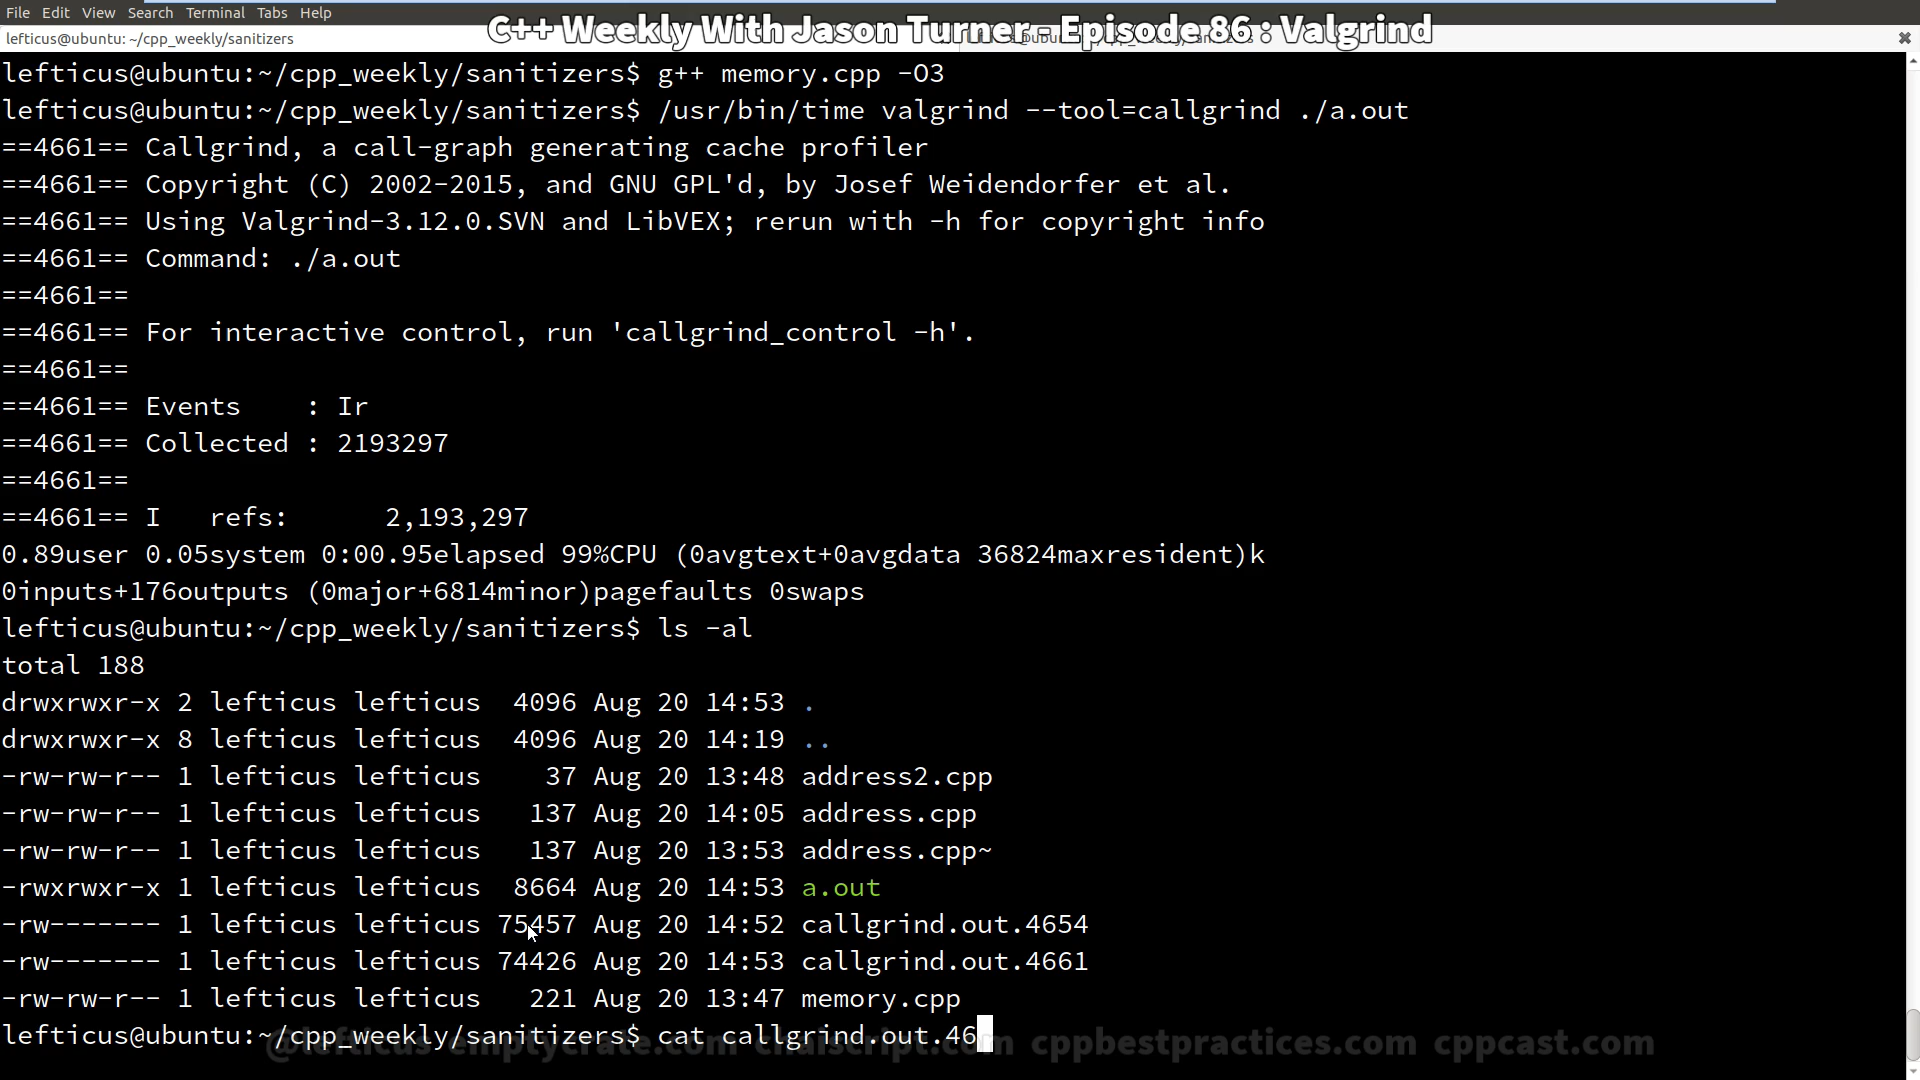 File Edit View Search Terminal Tabs Help
C++ Weekly With Jason Turner - Episode 86 : Valgrind
lefticus@ubuntu: ~/cpp_weekly/sanitizers
lefticus@ubuntu:~/cpp_weekly/sanitizers$ g++ memory.cpp -O3
lefticus@ubuntu:~/cpp_weekly/sanitizers$ /usr/bin/time valgrind --tool=callgrind ./a.out
==4661== Callgrind, a call-graph generating cache profiler
==4661== Copyright (C) 2002-2015, and GNU GPL'd, by Josef Weidendorfer et al.
==4661== Using Valgrind-3.12.0.SVN and LibVEX; rerun with -h for copyright info
==4661== Command: ./a.out
==4661==
==4661== For interactive control, run 'callgrind_control -h'.
==4661==
==4661== Events    : Ir
==4661== Collected : 2193297
==4661==
==4661== I   refs:      2,193,297
0.89user 0.05system 0:00.95elapsed 99%CPU (0avgtext+0avgdata 36824maxresident)k
0inputs+176outputs (0major+6814minor)pagefaults 0swaps
lefticus@ubuntu:~/cpp_weekly/sanitizers$ ls -al
total 188
drwxrwxr-x 2 lefticus lefticus  4096 Aug 20 14:53 .
drwxrwxr-x 8 lefticus lefticus  4096 Aug 20 14:19 ..
-rw-rw-r-- 1 lefticus lefticus    37 Aug 20 13:48 address2.cpp
-rw-rw-r-- 1 lefticus lefticus   137 Aug 20 14:05 address.cpp
-rw-rw-r-- 1 lefticus lefticus   137 Aug 20 13:53 address.cpp~
-rwxrwxr-x 1 lefticus lefticus  8664 Aug 20 14:53 a.out
-rw------- 1 lefticus lefticus 75457 Aug 20 14:52 callgrind.out.4654
-rw------- 1 lefticus lefticus 74426 Aug 20 14:53 callgrind.out.4661
-rw-rw-r-- 1 lefticus lefticus   221 Aug 20 13:47 memory.cpp
lefticus@ubuntu:~/cpp_weekly/sanitizers$ cat callgrind.out.46
@lefticus emptycrate.com chaiscript.com cppbestpractices.com cppcast.com